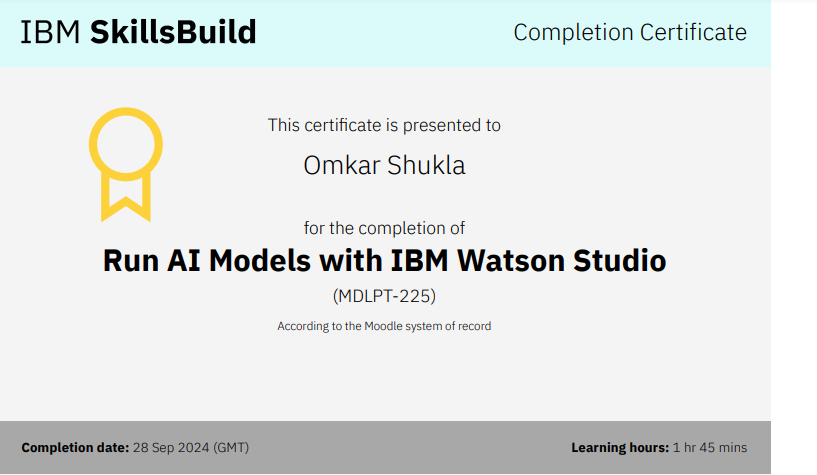 IBM SkillsBuild
Completion Certificate
This certificate is presented to
Omkar Shukla
for the completion of
Run AI Models with IBM Watson Studio
(MDLPT-225)
According to the Moodle system of record
Completion date: 28 Sep 2024 (GMT)
Learning hours: 1 hr 45 mins